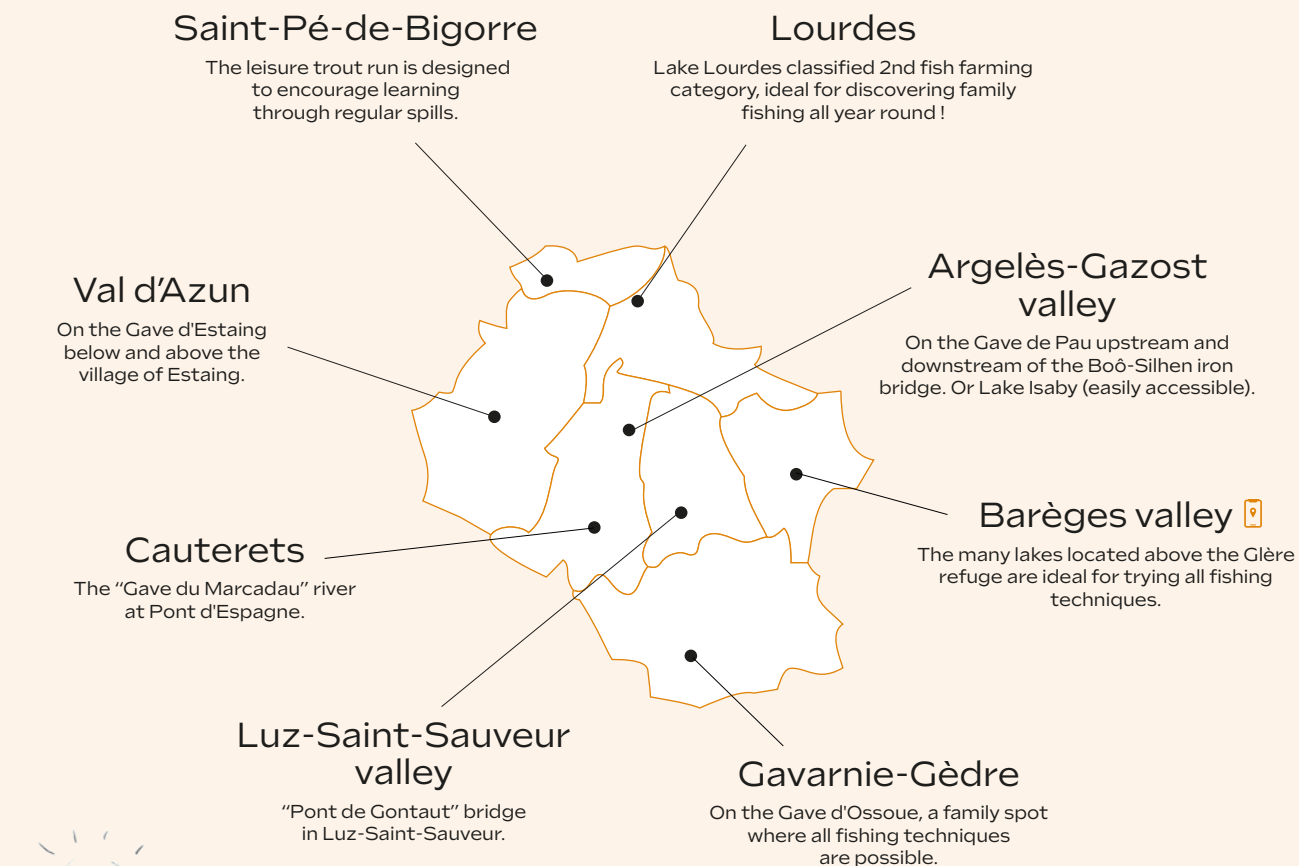 Saint-Pé-de-Bigorre
The leisure trout run is designed
to encourage learning
through regular spills.
Lourdes
Lake Lourdes classified 2nd fish farming
category, ideal for discovering family
fishing all year round !
Val d'Azun
On the Gave d'Estaing
below and above the
village of Estaing.
Argelès-Gazost
valley
On the Gave de Pau upstream and
downstream of the Boô-Silhen iron
bridge. Or Lake Isaby (easily accessible).
Cauterets
The “Gave du Marcadau” river
at Pont d'Espagne.
Barèges valley
The many lakes located above the Glère
refuge are ideal for trying all fishing
techniques.
Luz-Saint-Sauveur
valley
“Pont de Gontaut” bridge
in Luz-Saint-Sauveur.
Gavarnie-Gèdre
On the Gave d'Ossoue, a family spot
where all fishing techniques
are possible.